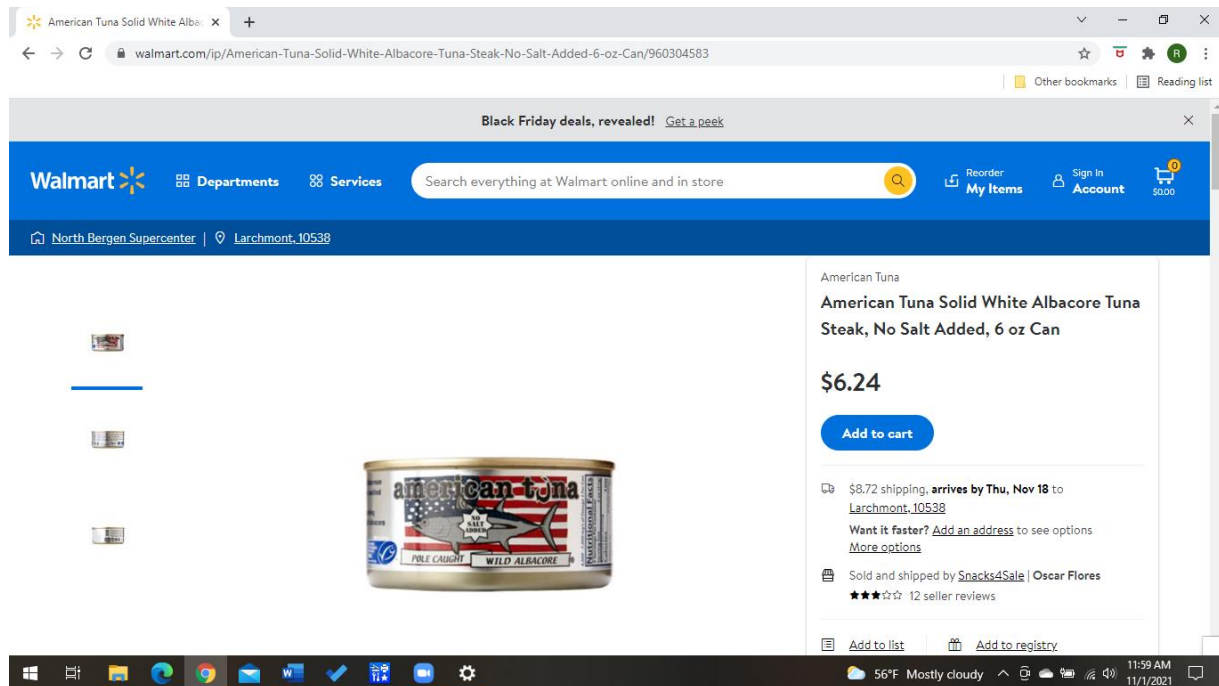 American Tuna Solid White Albac
walmart.com/ip/American-Tuna-Solid-White-Albacore-Tuna-Steak-No-Salt-Added-6-oz-Can/960304583
R
Other bookmarks
Reading list
Black Friday deals, revealed! Get a peek
Walmart
Departments
Services
Search everything at Walmart online and in store
Reorder
My Items
Sign In
Account
0
$0.00
North Bergen Supercenter | Larchmont, 10538
American Tuna
American Tuna Solid White Albacore Tuna
Steak, No Salt Added, 6 oz Can
$6.24
Add to cart
$8.72 shipping, arrives by Thu, Nov 18 to
Larchmont, 10538
Want it faster? Add an address to see options
More options
Sold and shipped by Snacks4Sale | Oscar Flores
12 seller reviews
Add to list
Add to registry
american tuna
NO
SALT
ADDED
POLE CAUGHT WILD ALBACORE
Nutritional Facts
56°F Mostly cloudy
11:59 AM
11/1/2021